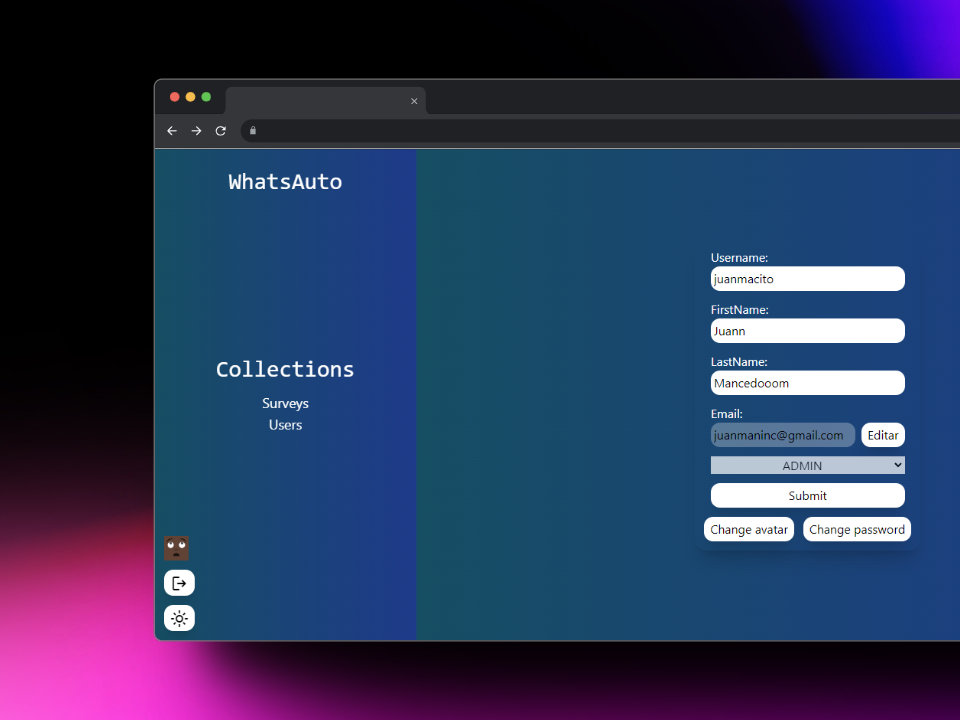 WhatsAuto
Collections
Surveys
Users
Username:
juanmacito
FirstName:
Juann
LastName:
Mancedooom
Email:
juanmaninc@gmail.com Editar
ADMIN
Submit
Change avatar Change password